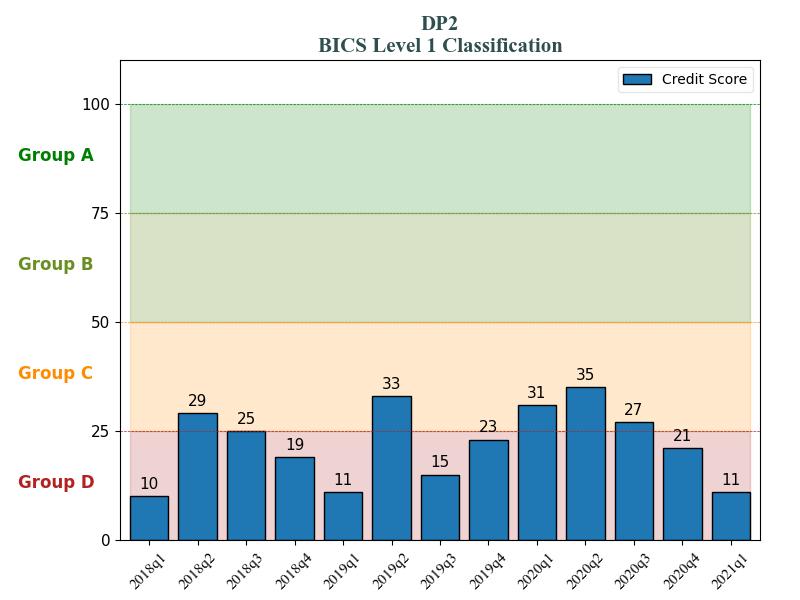 DP2
BICS Level 1 Classification
Credit Score
100
Group A
75
Group B
50
Group C
35
33
31
29
27
25
25
23
21
19
15
11
11
10
Group D
0
2018q1
2018q2
2018q3
2018q4
2019q1
2019q2
2019q3
2019q4
2020q1
2020q2
2020q3
2020q4
2021q1